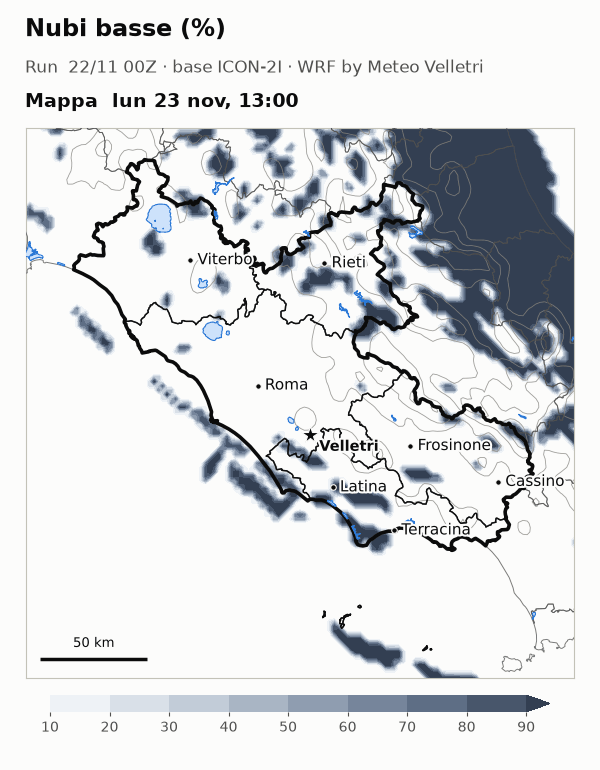 Nubi basse (%)
Run  22/11 00Z · base ICON-2I · WRF by Meteo Velletri
Mappa  lun 23 nov, 13:00
Viterbo
Rieti
Roma
Velletri
Frosinone
Latina
Cassino
Terracina
50 km
10 20 30 40 50 60 70 80 90